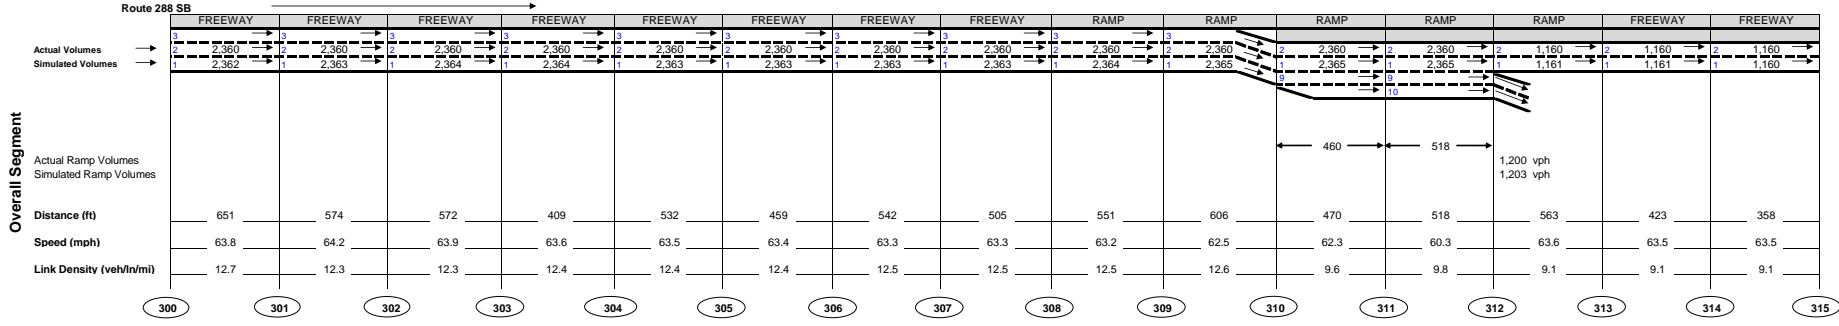 Route 288 SB
FREEWAY FREEWAY FREEWAY FREEWAY FREEWAY FREEWAY FREEWAY FREEWAY RAMP RAMP RAMP RAMP RAMP FREEWAY FREEWAY
3 3 3 3 3 3 3 3 3 3
Actual Volumes 2 2,360 2 2,360 2 2,360 2 2,360 2 2,360 2 2,360 2 2,360 2 2,360 2 2,360 2 2,360 2 2,360 2 2,360 2 1,160 2 1,160 2 1,160
Simulated Volumes 1 2,362 1 2,363 1 2,364 1 2,364 1 2,363 1 2,363 1 2,363 1 2,363 1 2,364 1 2,365 1 2,365 1 2,365 1 1,161 1 1,161 1 1,160
9 9
10
460 518
Overall Segment
Actual Ramp Volumes 1,200 vph
Simulated Ramp Volumes 1,203 vph
Distance (ft) 651 574 572 409 532 459 542 505 551 606 470 518 563 423 358
Speed (mph) 63.8 64.2 63.9 63.6 63.5 63.4 63.3 63.3 63.2 62.5 62.3 60.3 63.6 63.5 63.5
Link Density (veh/ln/mi) 12.7 12.3 12.3 12.4 12.4 12.4 12.5 12.5 12.5 12.6 9.6 9.8 9.1 9.1 9.1
300 301 302 303 304 305 306 307 308 309 310 311 312 313 314 315